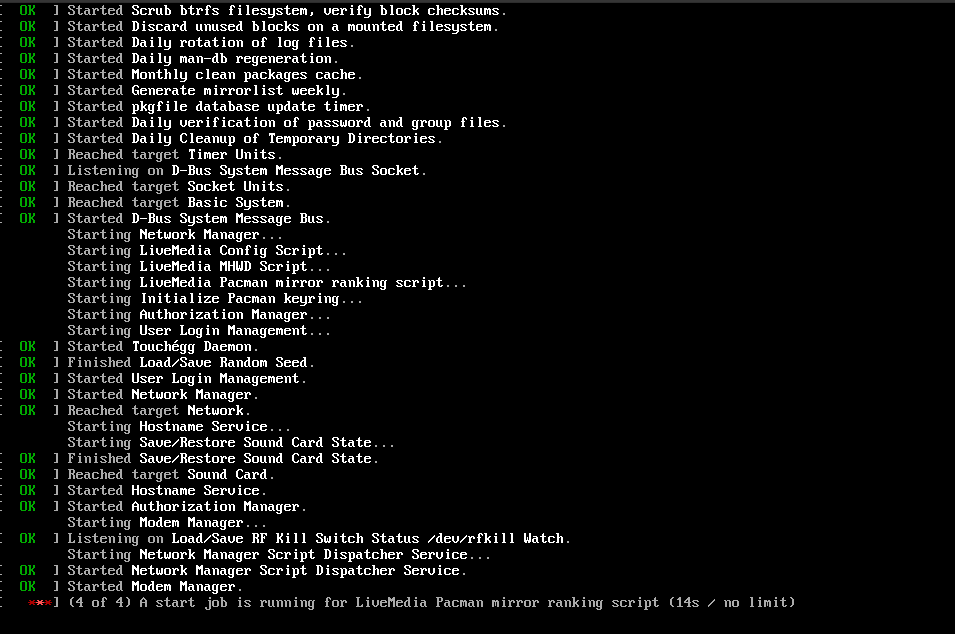 [  OK  ] Started Scrub btrfs filesystem, verify block checksums.
[  OK  ] Started Discard unused blocks on a mounted filesystem.
[  OK  ] Started Daily rotation of log files.
[  OK  ] Started Daily man-db regeneration.
[  OK  ] Started Monthly clean packages cache.
[  OK  ] Started Generate mirrorlist weekly.
[  OK  ] Started pkgfile database update timer.
[  OK  ] Started Daily verification of password and group files.
[  OK  ] Started Daily Cleanup of Temporary Directories.
[  OK  ] Reached target Timer Units.
[  OK  ] Listening on D-Bus System Message Bus Socket.
[  OK  ] Reached target Socket Units.
[  OK  ] Reached target Basic System.
[  OK  ] Started D-Bus System Message Bus.
Starting Network Manager...
Starting LiveMedia Config Script...
Starting LiveMedia MHWD Script...
Starting LiveMedia Pacman mirror ranking script...
Starting Initialize Pacman keyring...
Starting Authorization Manager...
Starting User Login Management...
[  OK  ] Started Touchégg Daemon.
[  OK  ] Finished Load/Save Random Seed.
[  OK  ] Started User Login Management.
[  OK  ] Started Network Manager.
[  OK  ] Reached target Network.
Starting Hostname Service...
Starting Save/Restore Sound Card State...
[  OK  ] Finished Save/Restore Sound Card State.
[  OK  ] Reached target Sound Card.
[  OK  ] Started Hostname Service.
[  OK  ] Started Authorization Manager.
Starting Modem Manager...
[  OK  ] Listening on Load/Save RF Kill Switch Status /dev/rfkill Watch.
Starting Network Manager Script Dispatcher Service...
[  OK  ] Started Network Manager Script Dispatcher Service.
[  OK  ] Started Modem Manager.
[   ***] (4 of 4) A start job is running for LiveMedia Pacman mirror ranking script (14s / no limit)